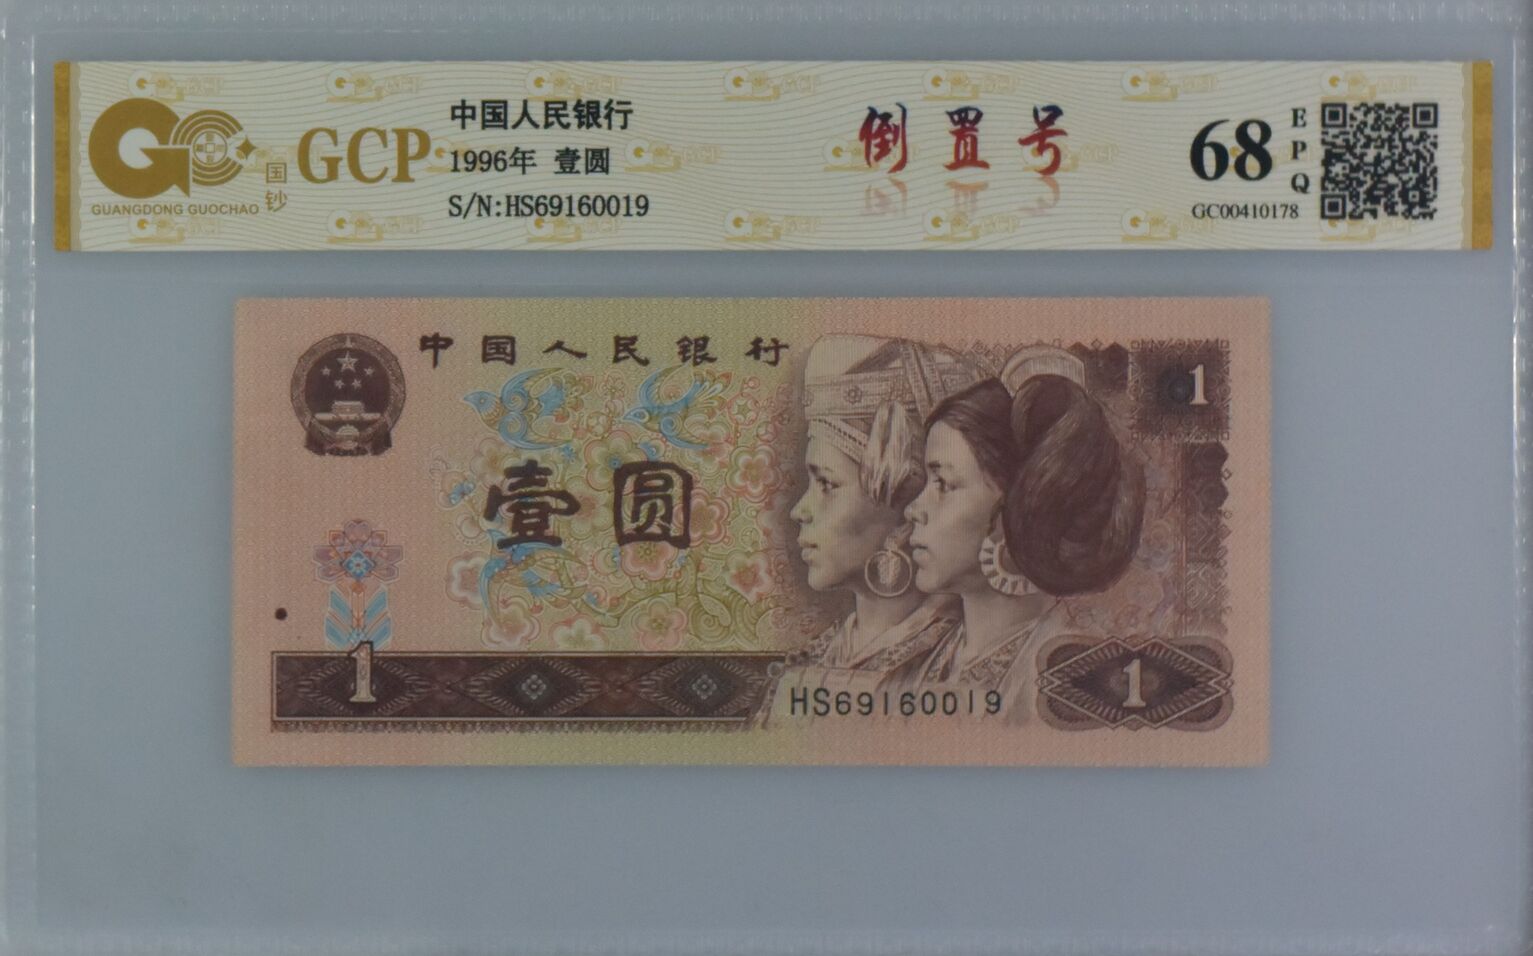 GUANGDONG GUOCHAO
国钞
GCP
中国人民银行
1996年 壹圆
S/N:HS69160019
倒置号
68
EPQ
GC00410178
中国人民银行
1
壹圆
1
HS69160019
1